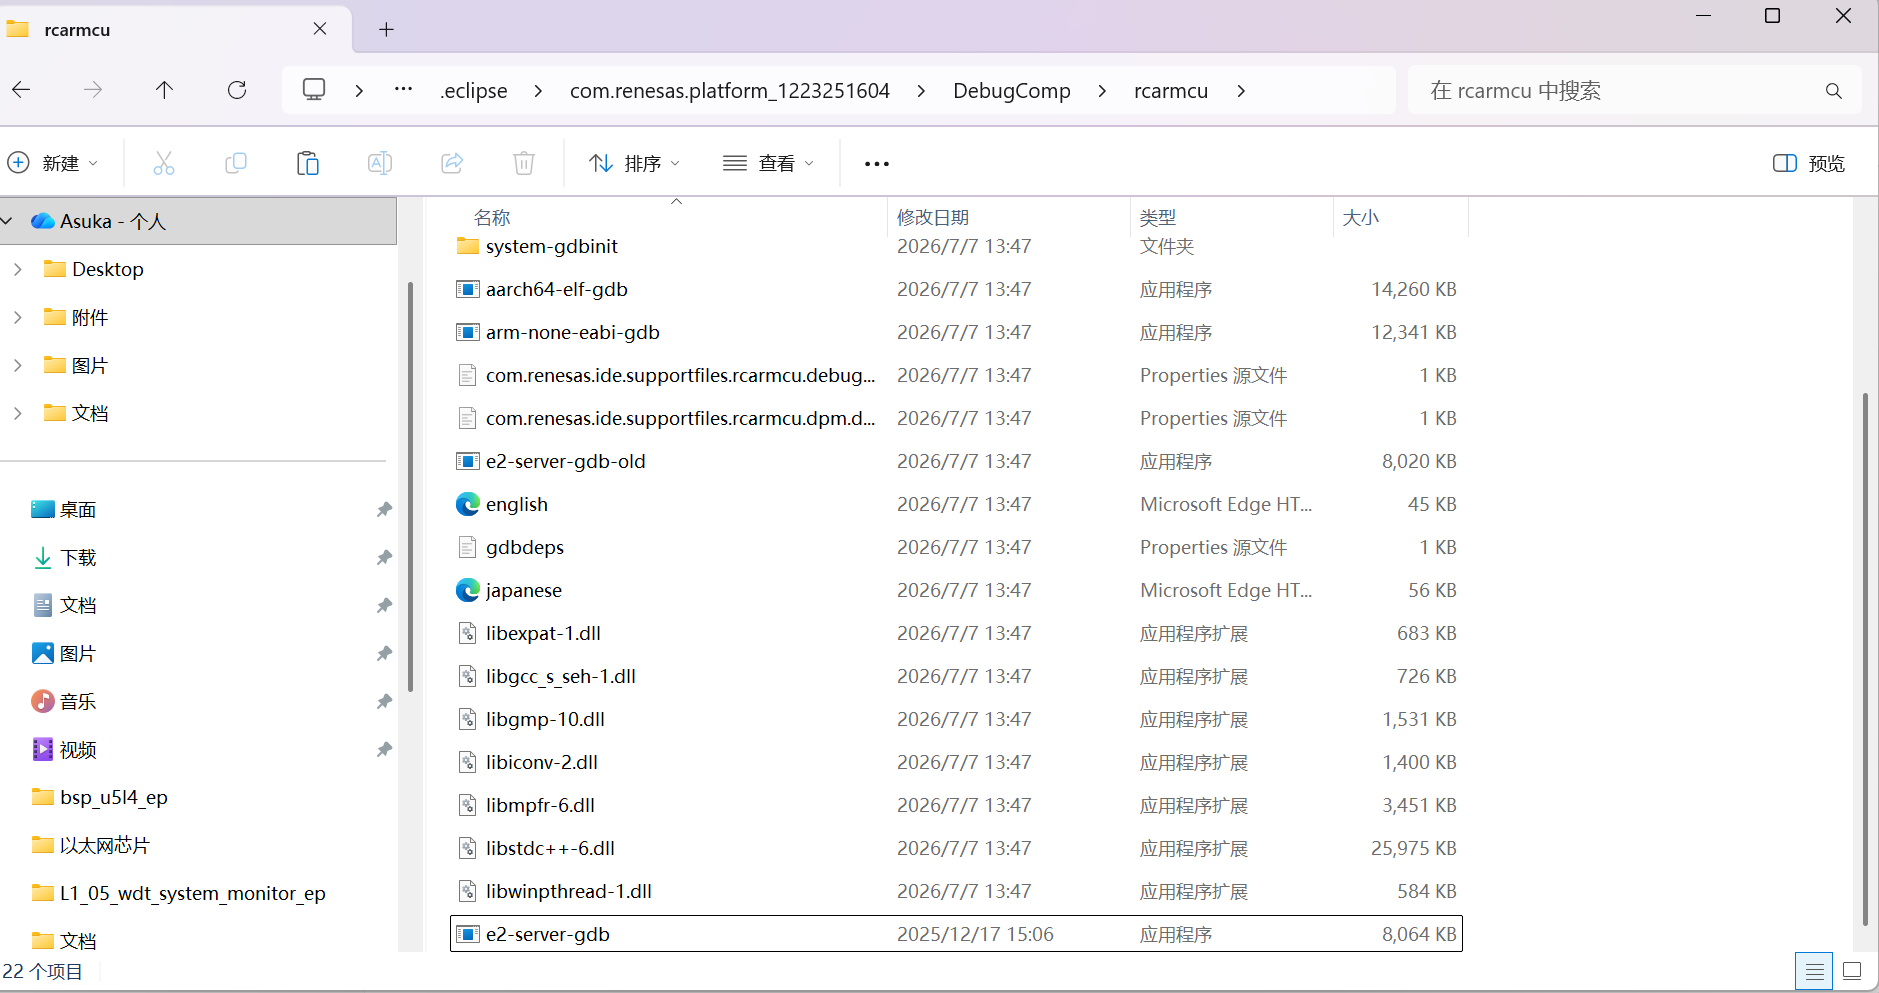 rcarmcu
… .eclipse com.renesas.platform_1223251604 DebugComp rcarmcu
在 rcarmcu 中搜索
新建
排序
查看
预览
Asuka - 个人
Desktop
附件
图片
文档
桌面
下载
文档
图片
音乐
视频
bsp_u5l4_ep
以太网芯片
L1_05_wdt_system_monitor_ep
文档
名称 修改日期 类型 大小
system-gdbinit 2026/7/7 13:47 文件夹
aarch64-elf-gdb 2026/7/7 13:47 应用程序 14,260 KB
arm-none-eabi-gdb 2026/7/7 13:47 应用程序 12,341 KB
com.renesas.ide.supportfiles.rcarmcu.debug... 2026/7/7 13:47 Properties 源文件 1 KB
com.renesas.ide.supportfiles.rcarmcu.dpm.d... 2026/7/7 13:47 Properties 源文件 1 KB
e2-server-gdb-old 2026/7/7 13:47 应用程序 8,020 KB
english 2026/7/7 13:47 Microsoft Edge HT... 45 KB
gdbdeps 2026/7/7 13:47 Properties 源文件 1 KB
japanese 2026/7/7 13:47 Microsoft Edge HT... 56 KB
libexpat-1.dll 2026/7/7 13:47 应用程序扩展 683 KB
libgcc_s_seh-1.dll 2026/7/7 13:47 应用程序扩展 726 KB
libgmp-10.dll 2026/7/7 13:47 应用程序扩展 1,531 KB
libiconv-2.dll 2026/7/7 13:47 应用程序扩展 1,400 KB
libmpfr-6.dll 2026/7/7 13:47 应用程序扩展 3,451 KB
libstdc++-6.dll 2026/7/7 13:47 应用程序扩展 25,975 KB
libwinpthread-1.dll 2026/7/7 13:47 应用程序扩展 584 KB
e2-server-gdb 2025/12/17 15:06 应用程序 8,064 KB
22 个项目